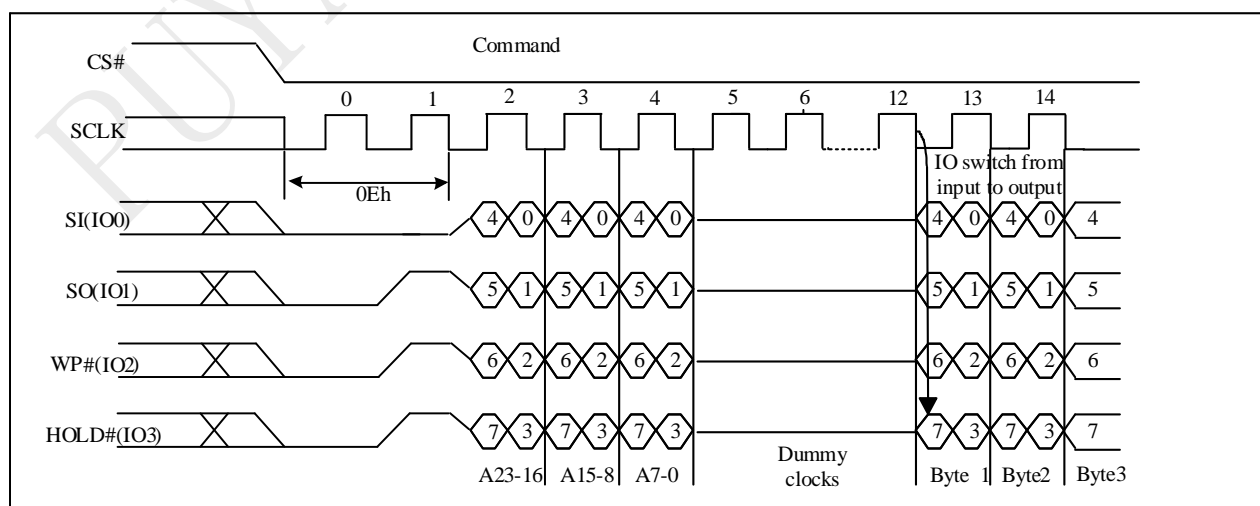 PUY
Command
CS#
0 1 2 3 4 5 6 12 13 14
SCLK
IO switch from
input to output
0Eh
SI(IO0) 4 0 4 0 4 0 4 0 4 0 4
SO(IO1) 5 1 5 1 5 1 5 1 5 1 5
WP#(IO2) 6 2 6 2 6 2 6 2 6 2 6
HOLD#(IO3) 7 3 7 3 7 3 7 3 7 3 7
Dummy
clocks
A23-16 A15-8 A7-0 Byte 1 Byte2 Byte3